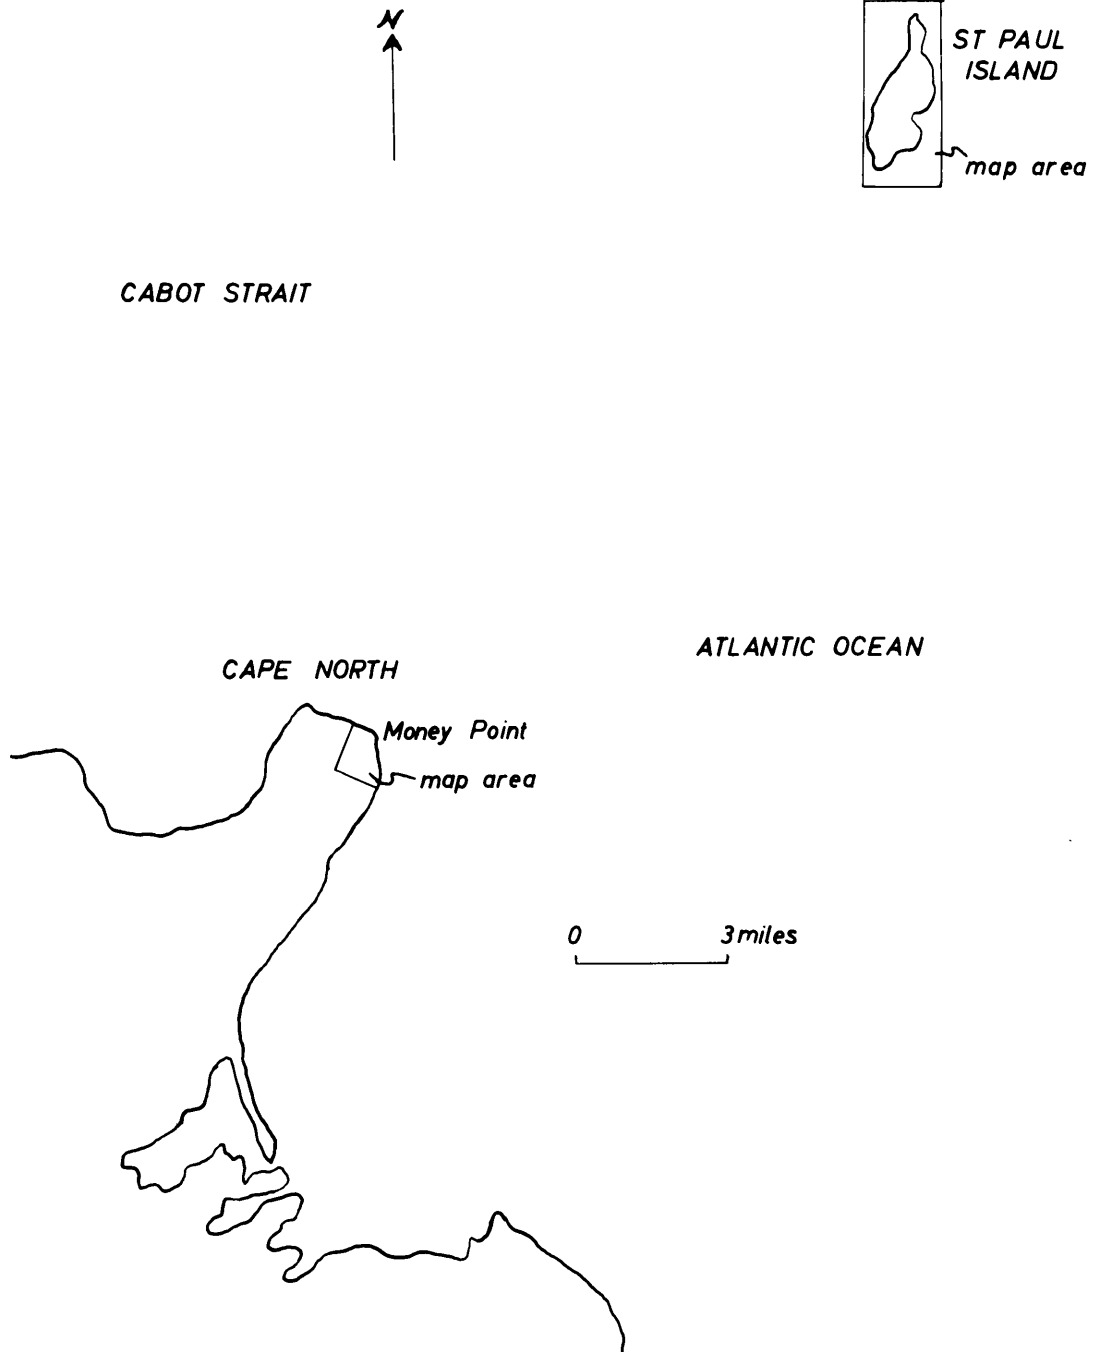 N
ST PAUL
ISLAND
map area
CABOT STRAIT
ATLANTIC OCEAN
CAPE NORTH
Money Point
map area
0 3 miles